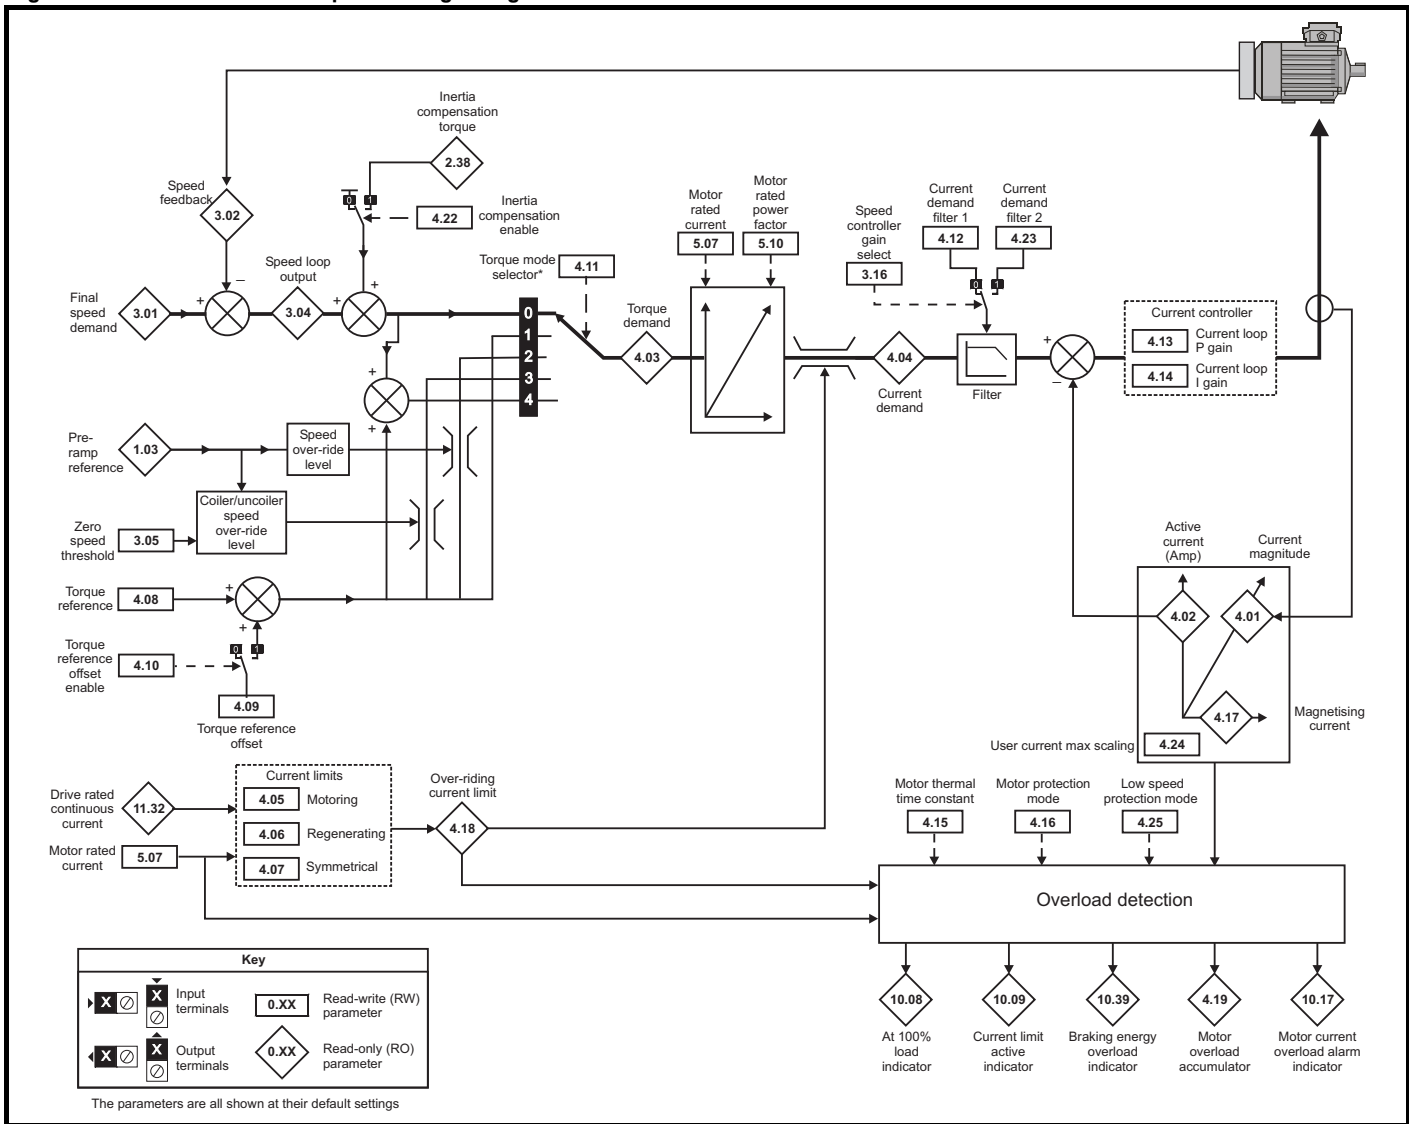 Inertia
compensation
torque
2.38
Speed
feedback
3.02
0 1
4.22
Inertia
compensation
enable
Motor
rated
current
5.07
Motor
rated
power
factor
5.10
Speed
controller
gain
select
3.16
Current
demand
filter 1
4.12
Current
demand
filter 2
4.23
0 1
Final
speed
demand
3.01
+
–
Speed loop
output
3.04
+
+
Torque mode
selector*
4.11
0
1
2
3
4
Torque
demand
4.03
4.04
Current
demand
Filter
+
–
Current controller
4.13
Current loop
P gain
4.14
Current loop
I gain
+
+
Pre-
ramp
reference
1.03
Speed
over-ride
level
Coiler/uncoiler
speed
over-ride
level
Zero
speed
threshold
3.05
Torque
reference
4.08
+
+
Torque
reference
offset
enable
4.10
0 1
4.09
Torque reference
offset
Active
current
(Amp)
4.02
Current
magnitude
4.01
4.17
Magnetising
current
User current max scaling
4.24
Drive rated
continuous
current
11.32
Motor rated
current
5.07
Current limits
4.05 Motoring
4.06 Regenerating
4.07 Symmetrical
Over-riding
current limit
4.18
Motor thermal
time constant
4.15
Motor protection
mode
4.16
Low speed
protection mode
4.25
Overload detection
10.08
At 100%
load
indicator
10.09
Current limit
active
indicator
10.39
Braking energy
overload
indicator
4.19
Motor
overload
accumulator
10.17
Motor current
overload alarm
indicator
Key
X X
Input
terminals
0.XX
Read-write (RW)
parameter
X X
Output
terminals
0.XX
Read-only (RO)
parameter
The parameters are all shown at their default settings